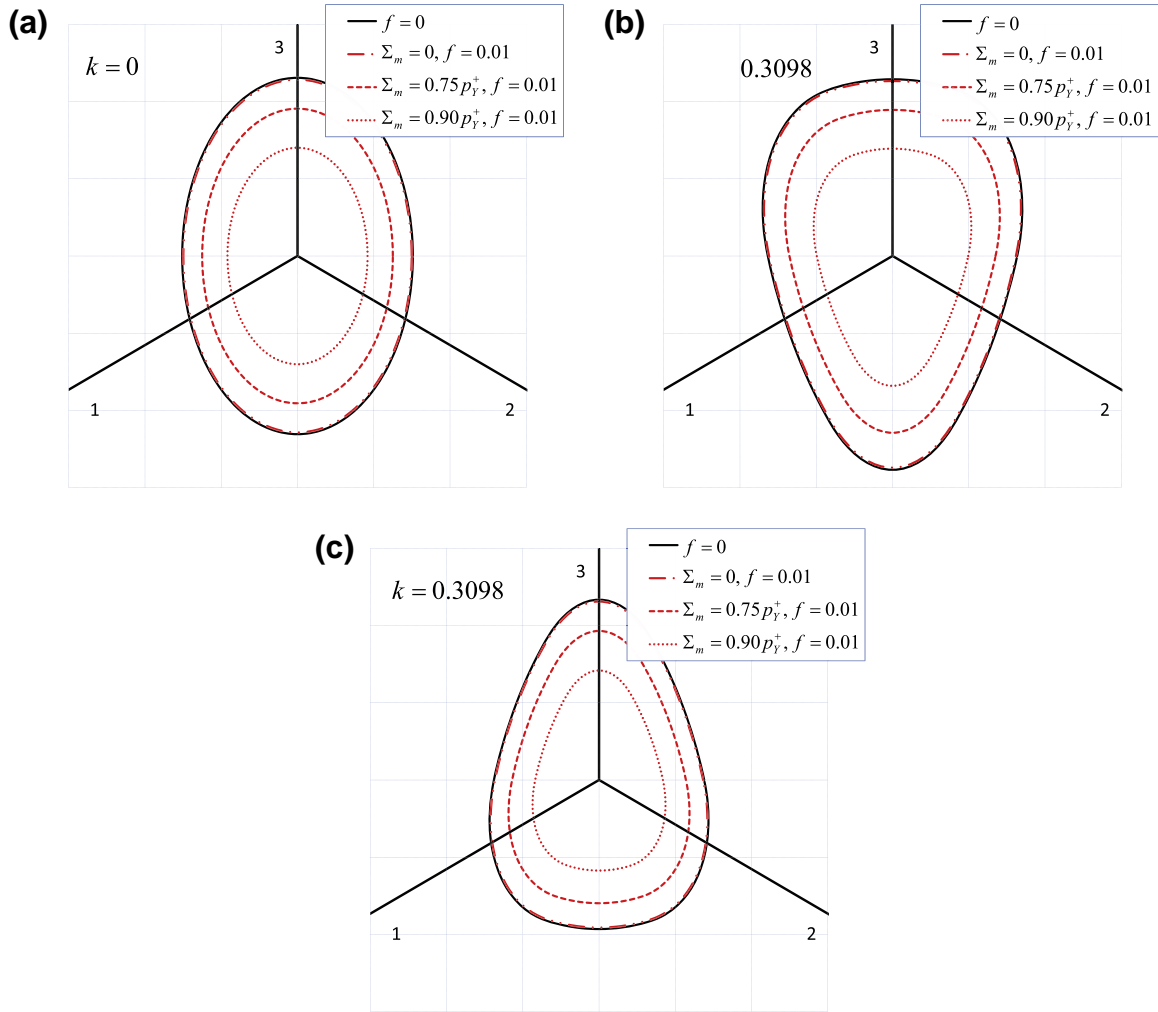 (a)
k = 0
3
f = 0
Σm = 0, f = 0.01
Σm = 0.75 pY+, f = 0.01
Σm = 0.90 pY+, f = 0.01
1
2
(b)
0.3098
3
f = 0
Σm = 0, f = 0.01
Σm = 0.75 pY+, f = 0.01
Σm = 0.90 pY+, f = 0.01
1
2
(c)
k = 0.3098
3
f = 0
Σm = 0, f = 0.01
Σm = 0.75 pY+, f = 0.01
Σm = 0.90 pY+, f = 0.01
1
2